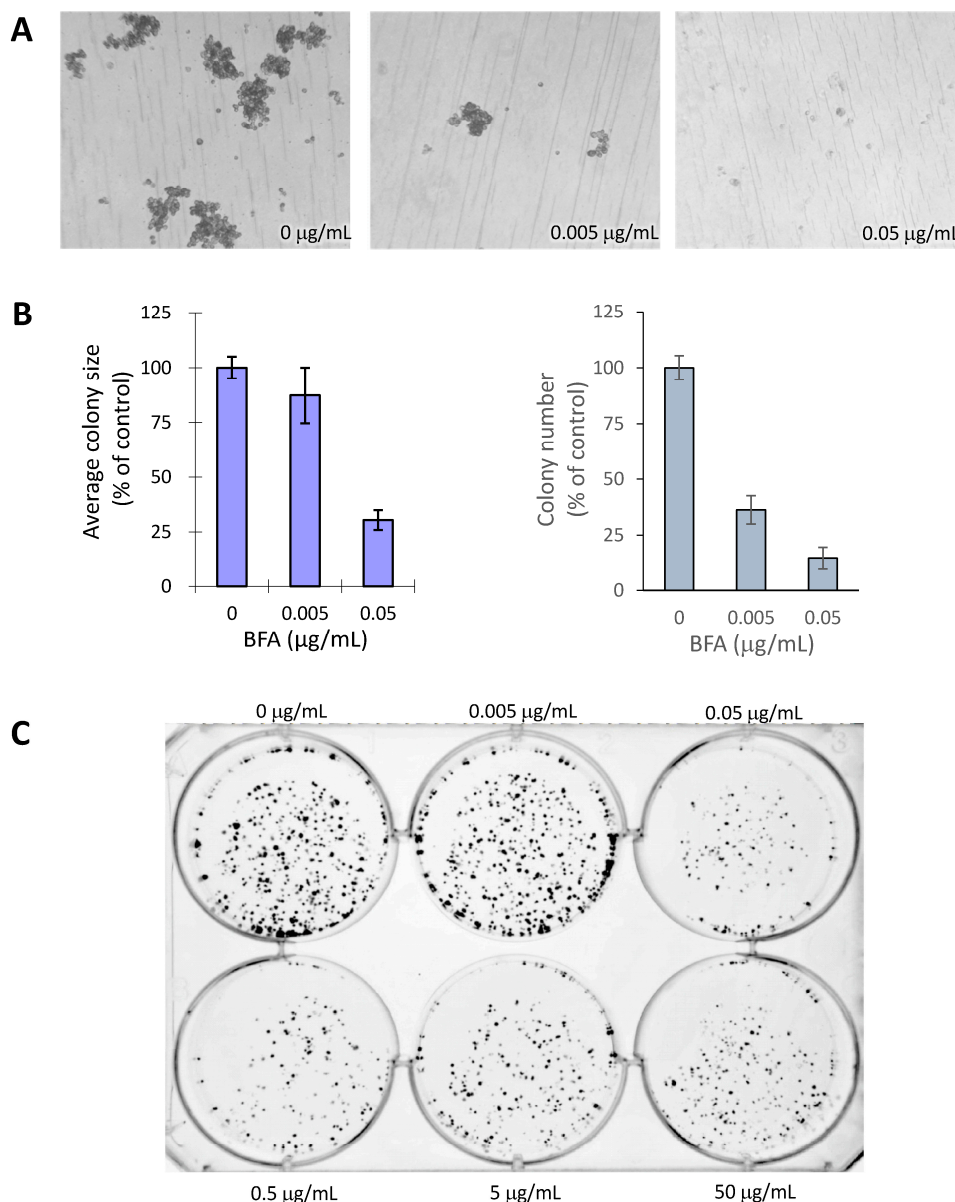 A
0 µg/mL
0.005 µg/mL
0.05 µg/mL
B
Average colony size
(% of control)
125
100
75
50
25
0
0
0.005
0.05
BFA (µg/mL)
Colony number
(% of control)
125
100
75
50
25
0
0
0.005
0.05
BFA (µg/mL)
C
0 µg/mL
0.005 µg/mL
0.05 µg/mL
0.5 µg/mL
5 µg/mL
50 µg/mL